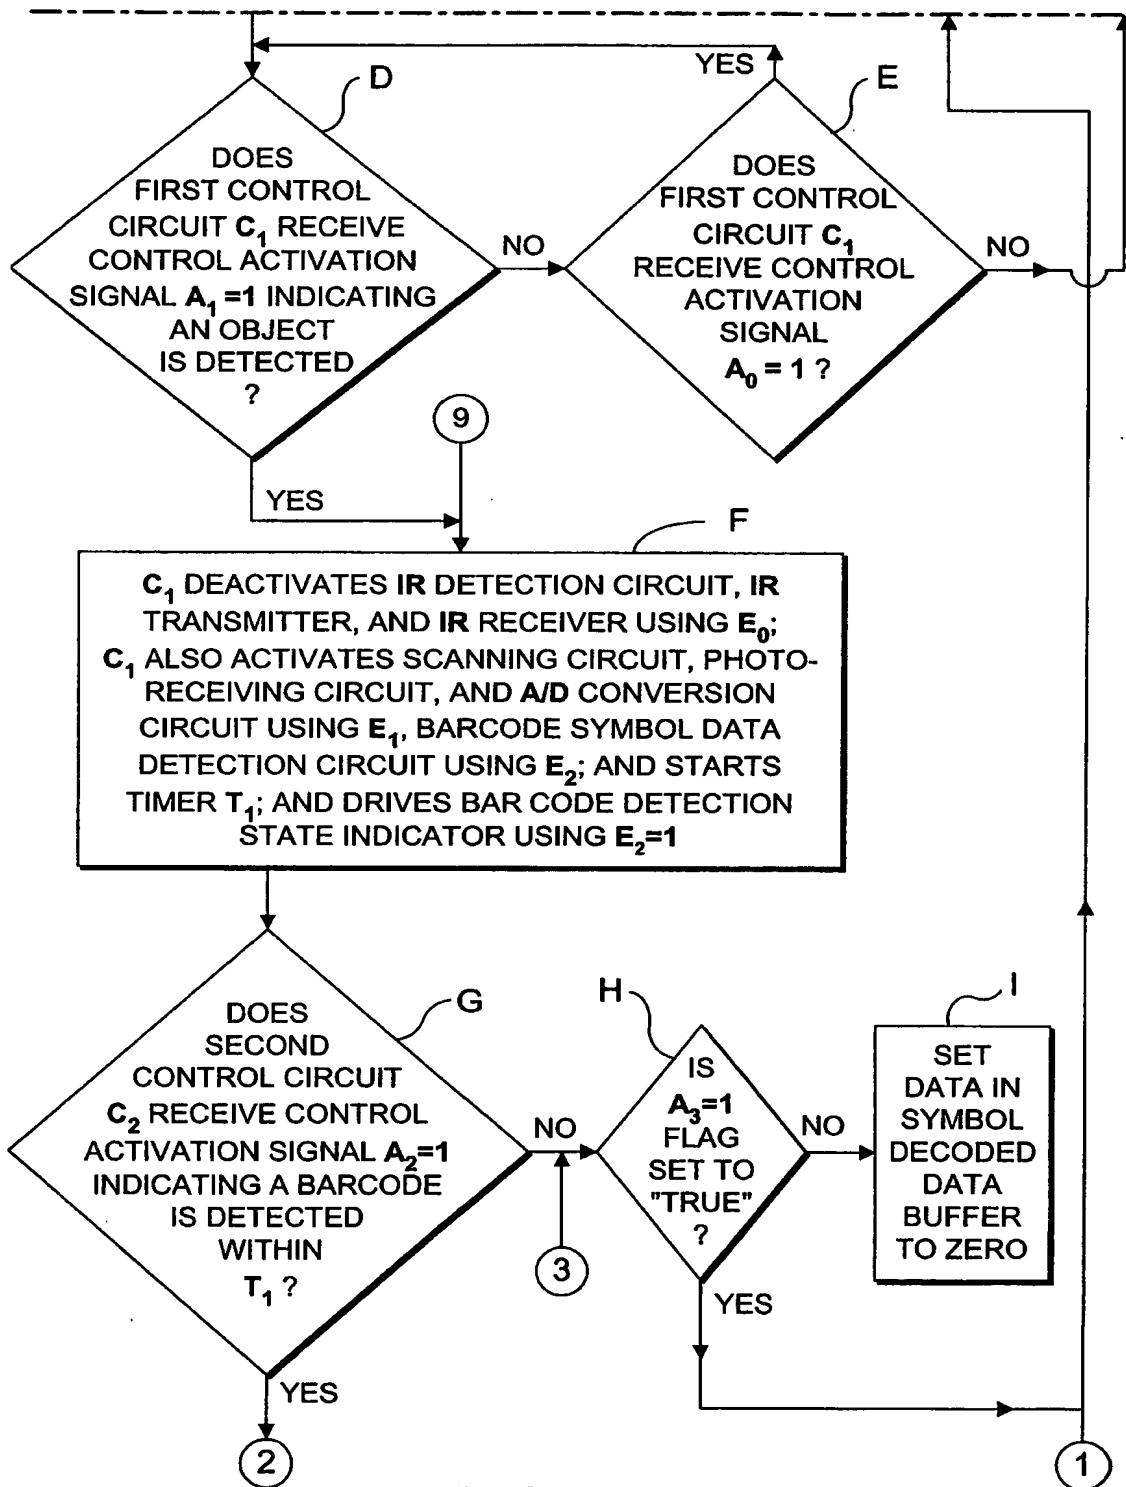 YES
D
E
DOES
FIRST CONTROL
CIRCUIT C1 RECEIVE
CONTROL ACTIVATION
SIGNAL A1 =1 INDICATING
AN OBJECT
IS DETECTED
?
NO
DOES
FIRST CONTROL
CIRCUIT C1
RECEIVE CONTROL
ACTIVATION
SIGNAL
A0 = 1 ?
NO
9
YES
F
C1 DEACTIVATES IR DETECTION CIRCUIT, IR
TRANSMITTER, AND IR RECEIVER USING E0;
C1 ALSO ACTIVATES SCANNING CIRCUIT, PHOTO-
RECEIVING CIRCUIT, AND A/D CONVERSION
CIRCUIT USING E1, BARCODE SYMBOL DATA
DETECTION CIRCUIT USING E2; AND STARTS
TIMER T1; AND DRIVES BAR CODE DETECTION
STATE INDICATOR USING E2=1
G
DOES
SECOND
CONTROL CIRCUIT
C2 RECEIVE CONTROL
ACTIVATION SIGNAL A2=1
INDICATING A BARCODE
IS DETECTED
WITHIN
T1 ?
NO
3
H
IS
A3=1
FLAG
SET TO
"TRUE"
?
NO
I
SET
DATA IN
SYMBOL
DECODED
DATA
BUFFER
TO ZERO
YES
YES
2
1